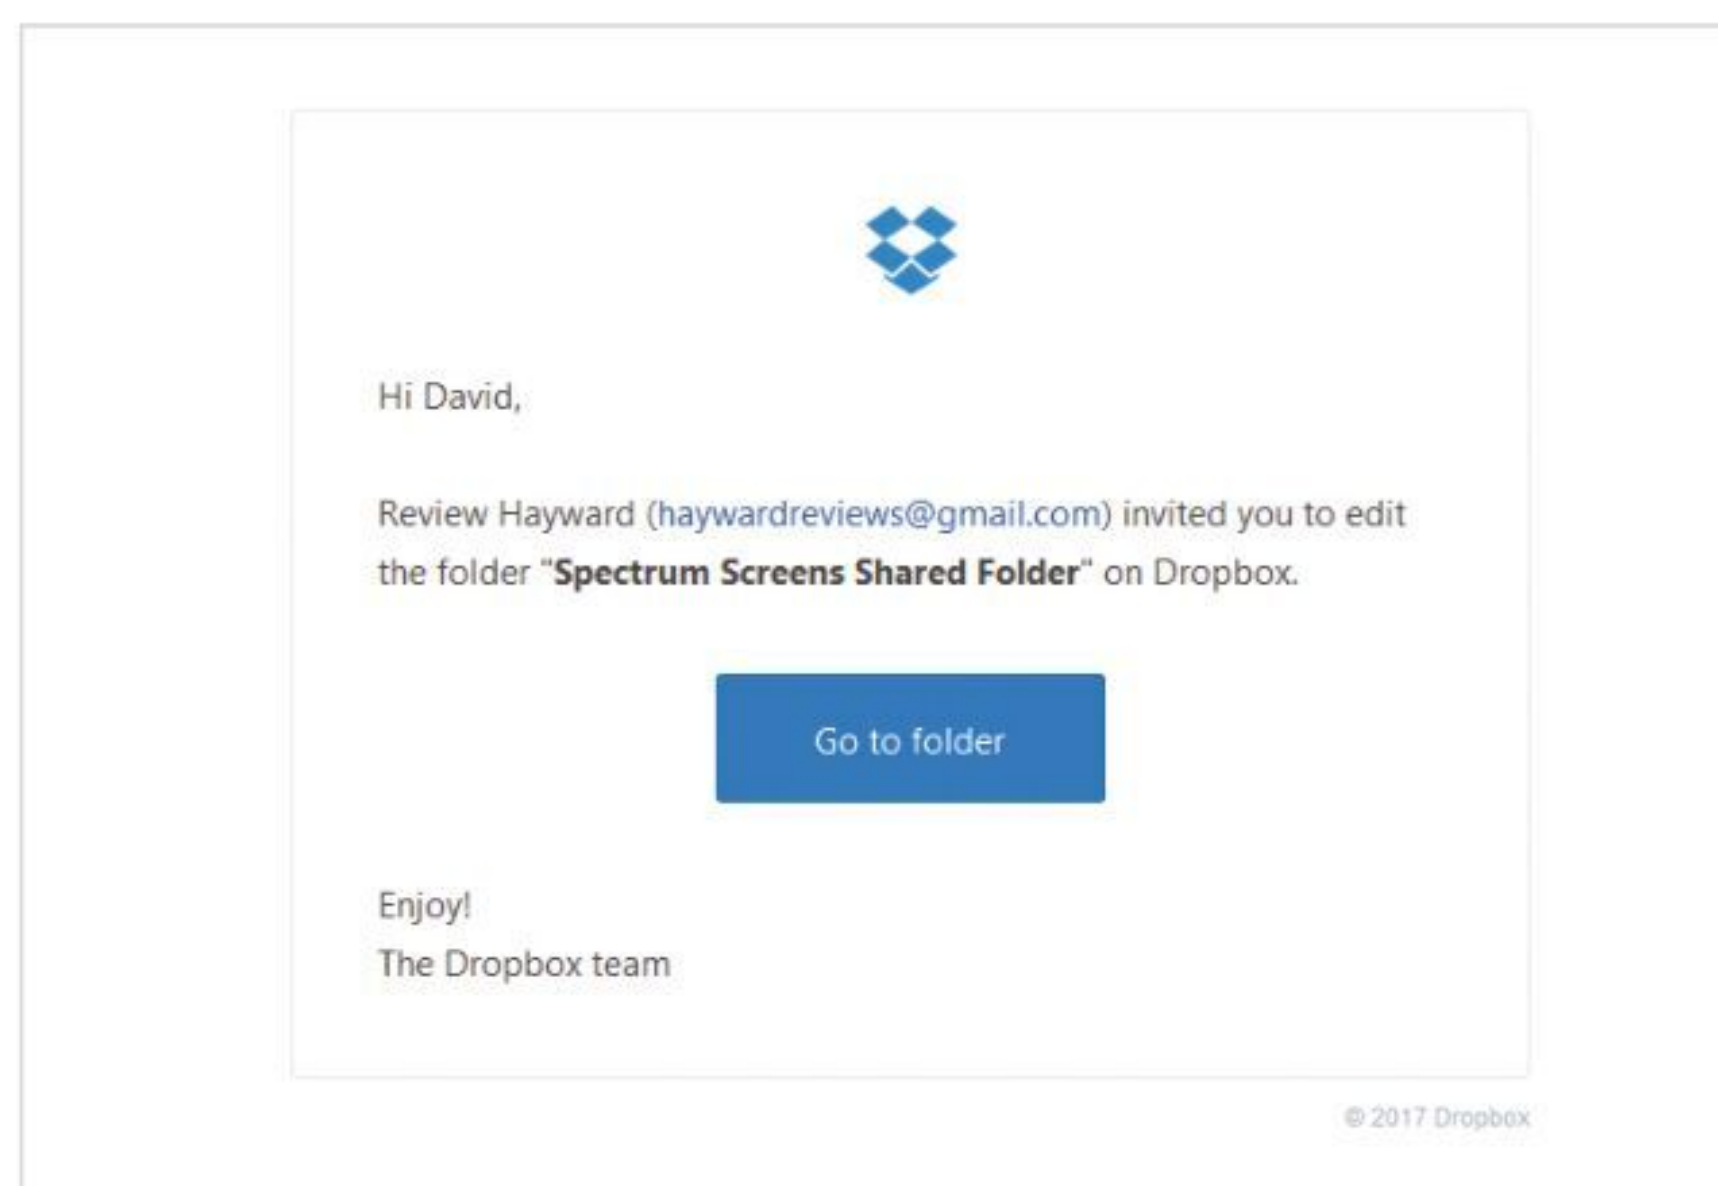 Hi David,
Review Hayward (haywardreviews@gmail.com) invited you to edit
the folder "Spectrum Screens Shared Folder" on Dropbox.
Go to folder
Enjoy!
The Dropbox team
© 2017 Dropbox